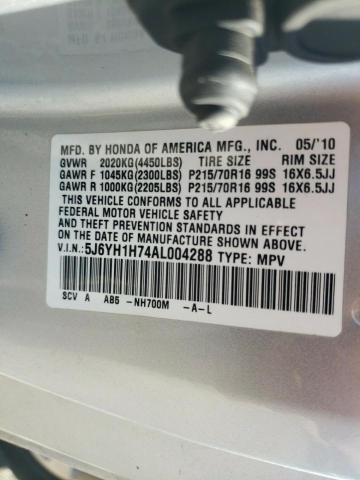 MFD. BY HONDA OF AMERICA MFG., INC. 05/'10
GVWR 2020KG(4450LBS) TIRE SIZE RIM SIZE
GAWR F 1045KG(2300LBS) P215/70R16 99S 16X6.5JJ
GAWR R 1000KG(2205LBS) P215/70R16 99S 16X6.5JJ
THIS VEHICLE CONFORMS TO ALL APPLICABLE
FEDERAL MOTOR VEHICLE SAFETY
AND THEFT PREVENTION STANDARDS IN EFFECT
ON THE DATE OF MANUFACTURE SHOWN ABOVE.
V.I.N: 5J6YH1H74AL004288 TYPE: MPV
SCV A AB5 -NH700M -A-L